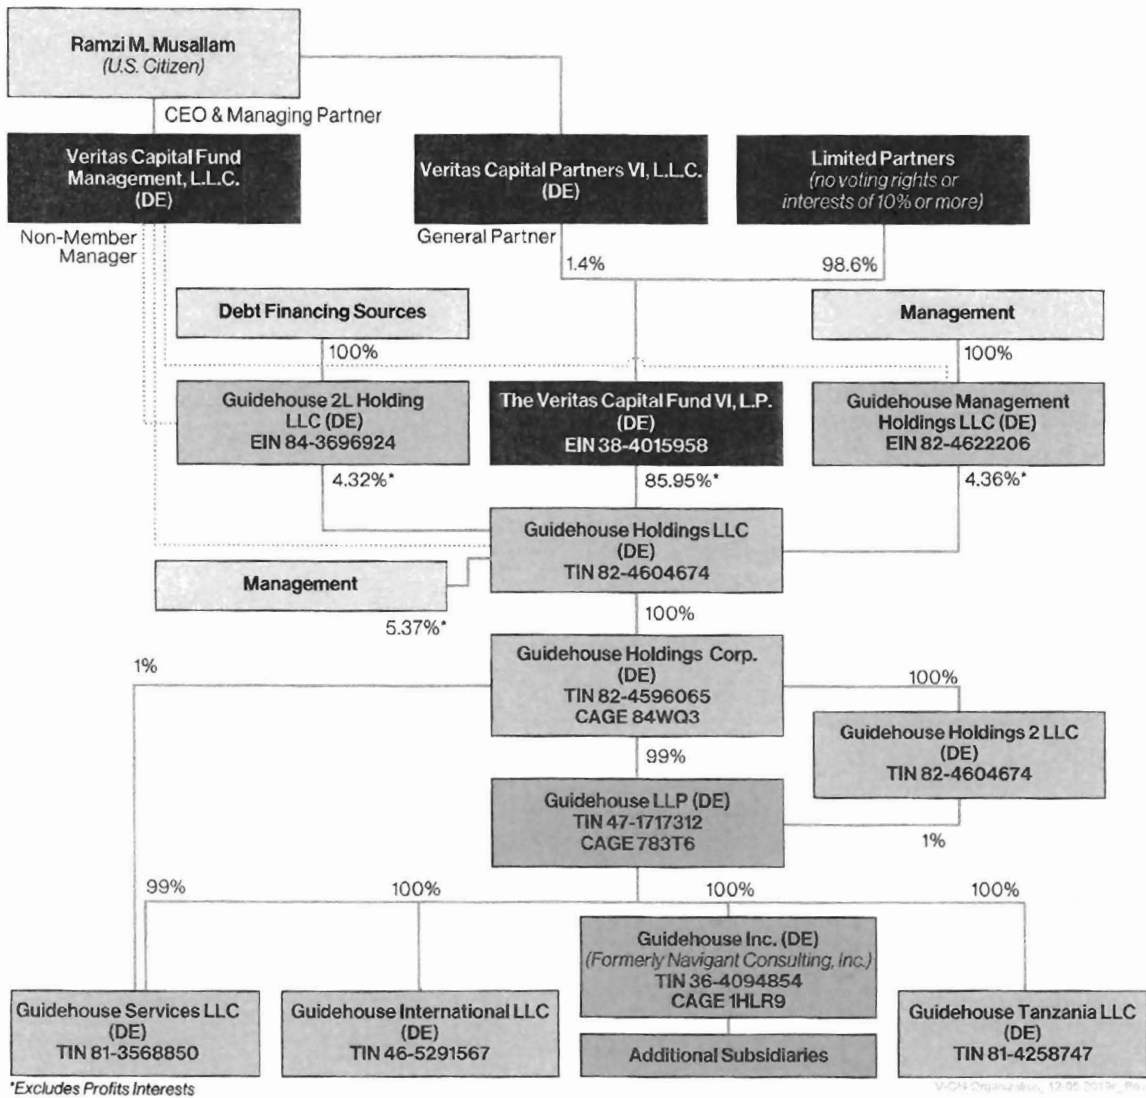 Ramzi M. Musallam
(U.S. Citizen)
CEO & Managing Partner
Veritas Capital Fund
Management, L.L.C.
(DE)
Veritas Capital Partners VI, L.L.C.
(DE)
Limited Partners
(no voting rights or
interests of 10% or more)
Non-Member
Manager
General Partner
1.4%
98.6%
Debt Financing Sources
Management
100%
100%
Guidehouse 2L Holding
LLC (DE)
EIN 84-3696924
The Veritas Capital Fund VI, L.P.
(DE)
EIN 38-4015958
Guidehouse Management
Holdings LLC (DE)
EIN 82-4622206
4.32%*
85.95%*
4.36%*
Guidehouse Holdings LLC
(DE)
TIN 82-4604674
Management
5.37%*
100%
Guidehouse Holdings Corp.
(DE)
TIN 82-4596065
CAGE 84WQ3
1%
100%
Guidehouse Holdings 2 LLC
(DE)
TIN 82-4604674
99%
Guidehouse LLP (DE)
TIN 47-1717312
CAGE 783T6
1%
99%
100%
100%
100%
Guidehouse Inc. (DE)
(Formerly Navigant Consulting, Inc.)
TIN 36-4094854
CAGE 1HLR9
Guidehouse Services LLC
(DE)
TIN 81-3568850
Guidehouse International LLC
(DE)
TIN 46-5291567
Additional Subsidiaries
Guidehouse Tanzania LLC
(DE)
TIN 81-4258747
*Excludes Profits Interests